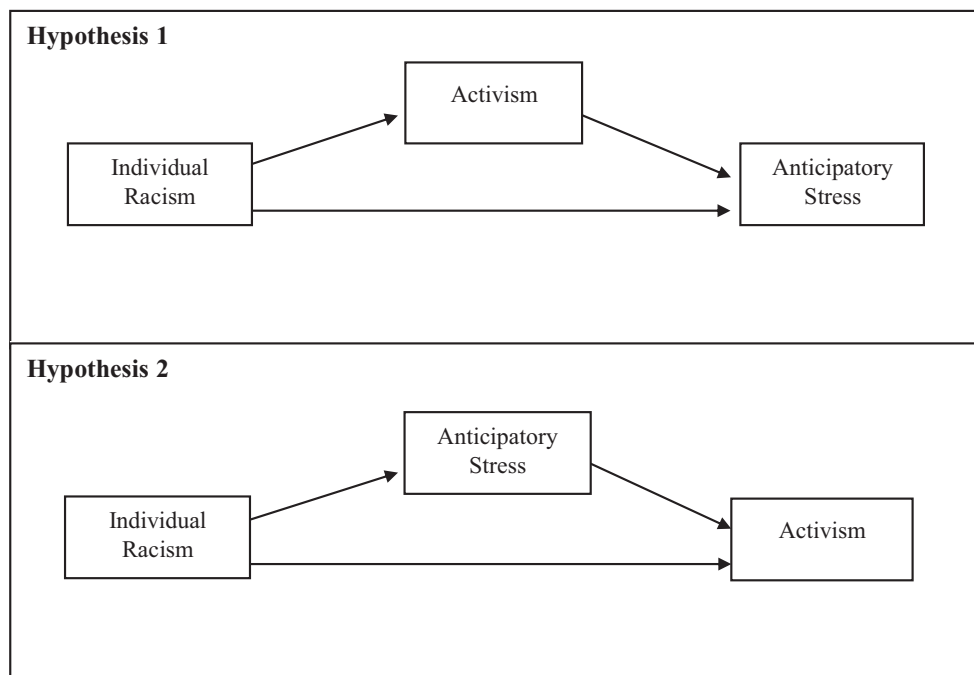 Hypothesis 1
Activism
Individual
Racism
Anticipatory
Stress
Hypothesis 2
Anticipatory
Stress
Individual
Racism
Activism